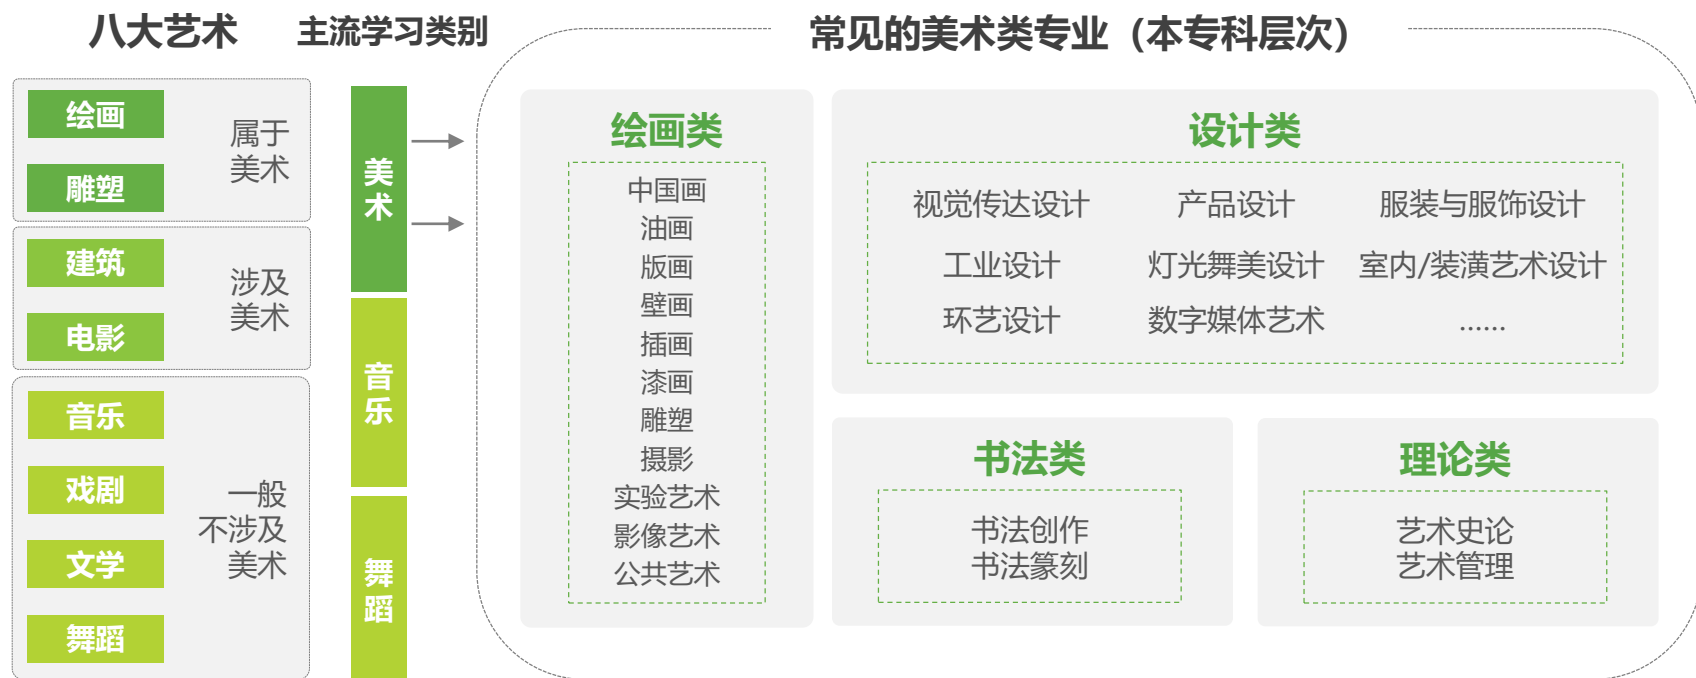 八大艺术
主流学习类别
常见的美术类专业（本专科层次）
绘画
雕塑
属于
美术
建筑
电影
涉及
美术
音乐
戏剧
文学
舞蹈
一般
不涉及
美术
美术
音乐
舞蹈
绘画类
中国画
油画
版画
壁画
插画
漆画
雕塑
摄影
实验艺术
影像艺术
公共艺术
设计类
视觉传达设计 产品设计 服装与服饰设计
工业设计 灯光舞美设计 室内/装潢艺术设计
环艺设计 数字媒体艺术 ......
书法类
书法创作
书法篆刻
理论类
艺术史论
艺术管理